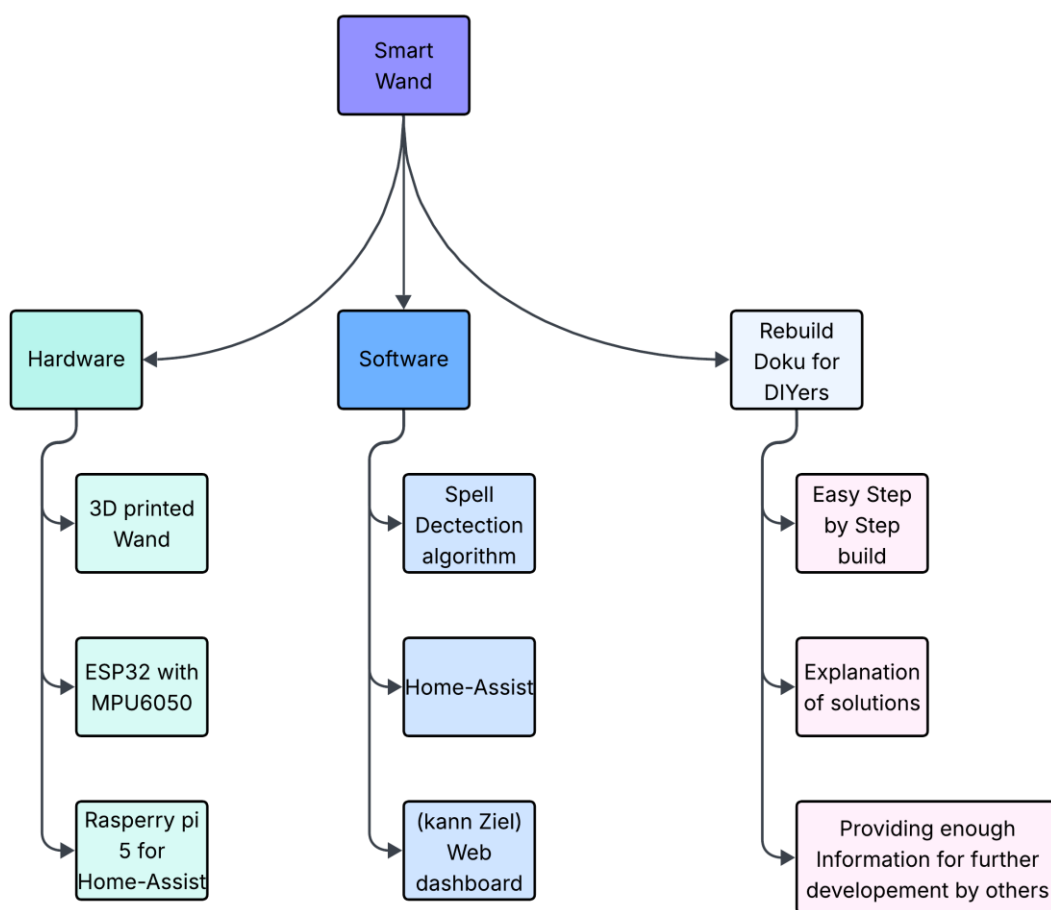 Smart
Wand
Hardware
Software
Rebuild
Doku for
DIYers
3D printed
Wand
Spell
Dectection
algorithm
Easy Step
by Step
build
ESP32 with
MPU6050
Home-Assist
Explanation
of solutions
Rasperry pi
5 for
Home-Assist
(kann Ziel)
Web
dashboard
Providing enough
Information for further
developement by others